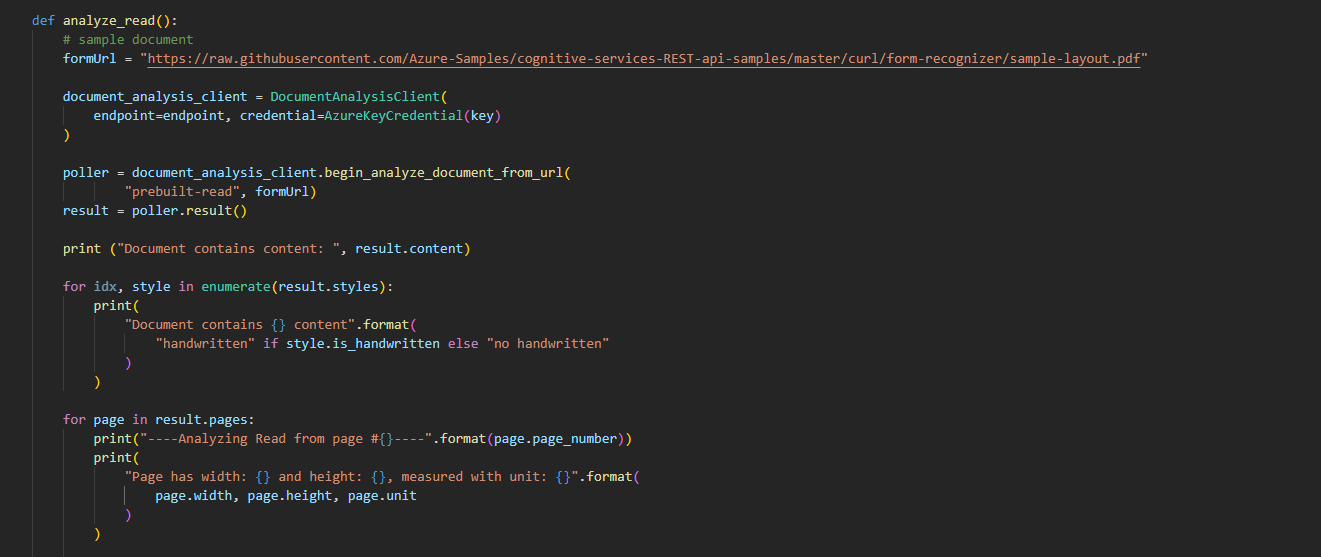 def analyze_read():
    # sample document
    formUrl = "https://raw.githubusercontent.com/Azure-Samples/cognitive-services-REST-api-samples/master/curl/form-recognizer/sample-layout.pdf"

    document_analysis_client = DocumentAnalysisClient(
        endpoint=endpoint, credential=AzureKeyCredential(key)
    )

    poller = document_analysis_client.begin_analyze_document_from_url(
            "prebuilt-read", formUrl)
    result = poller.result()

    print ("Document contains content: ", result.content)

    for idx, style in enumerate(result.styles):
        print(
            "Document contains {} content".format(
                "handwritten" if style.is_handwritten else "no handwritten"
            )
        )

    for page in result.pages:
        print("----Analyzing Read from page #{}----".format(page.page_number))
        print(
            "Page has width: {} and height: {}, measured with unit: {}".format(
                page.width, page.height, page.unit
            )
        )